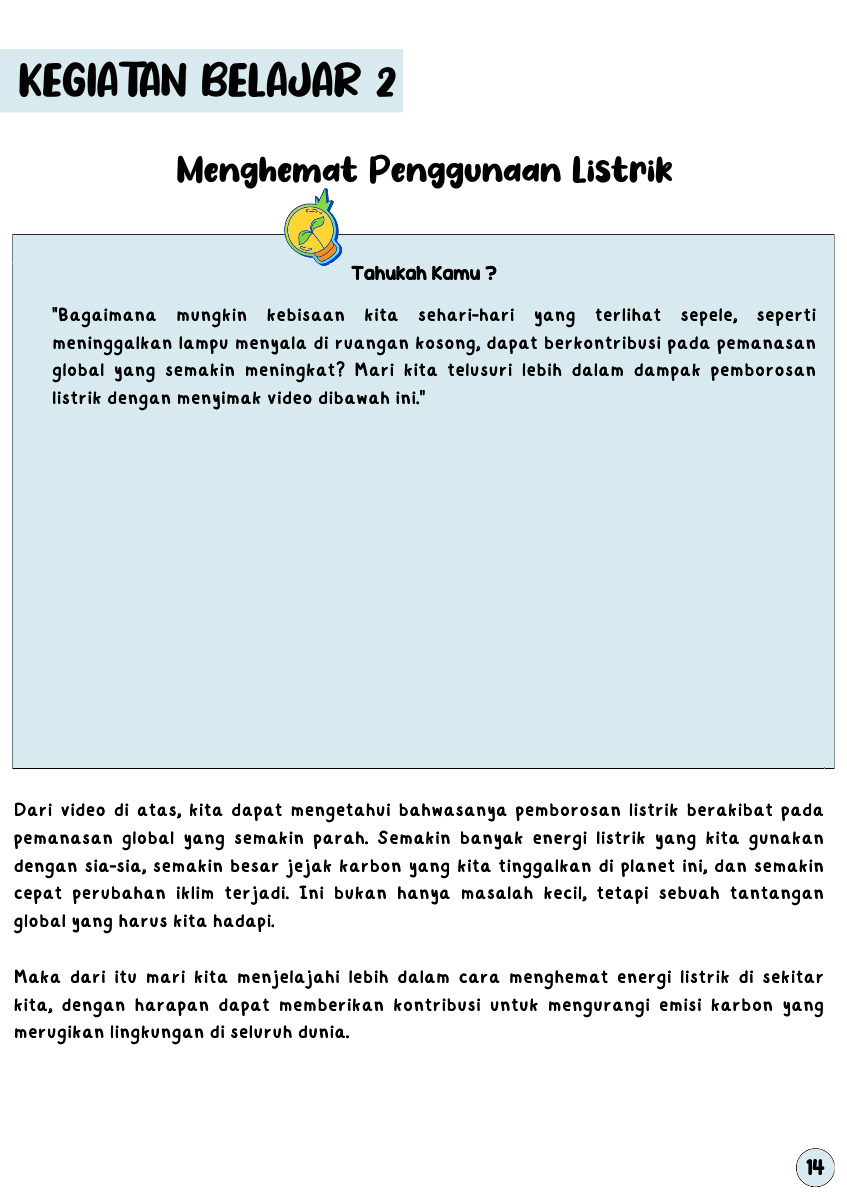 KEGIATAN BELAJAR 2
Menghemat Penggunaan Listrik
Tahukah Kamu ?
"Bagaimana mungkin kebisaan kita sehari-hari yang terlihat sepele, seperti
meninggalkan lampu menyala di ruangan kosong, dapat berkontribusi pada pemanasan
global yang semakin meningkat? Mari kita telusuri lebih dalam dampak pemborosan
listrik dengan menyimak video dibawah ini."
Dari video di atas, kita dapat mengetahui bahwasanya pemborosan listrik berakibat pada
pemanasan global yang semakin parah. Semakin banyak energi listrik yang kita gunakan
dengan sia-sia, semakin besar jejak karbon yang kita tinggalkan di planet ini, dan semakin
cepat perubahan iklim terjadi. Ini bukan hanya masalah kecil, tetapi sebuah tantangan
global yang harus kita hadapi.
Maka dari itu mari kita menjelajahi lebih dalam cara menghemat energi listrik di sekitar
kita, dengan harapan dapat memberikan kontribusi untuk mengurangi emisi karbon yang
merugikan lingkungan di seluruh dunia.
14